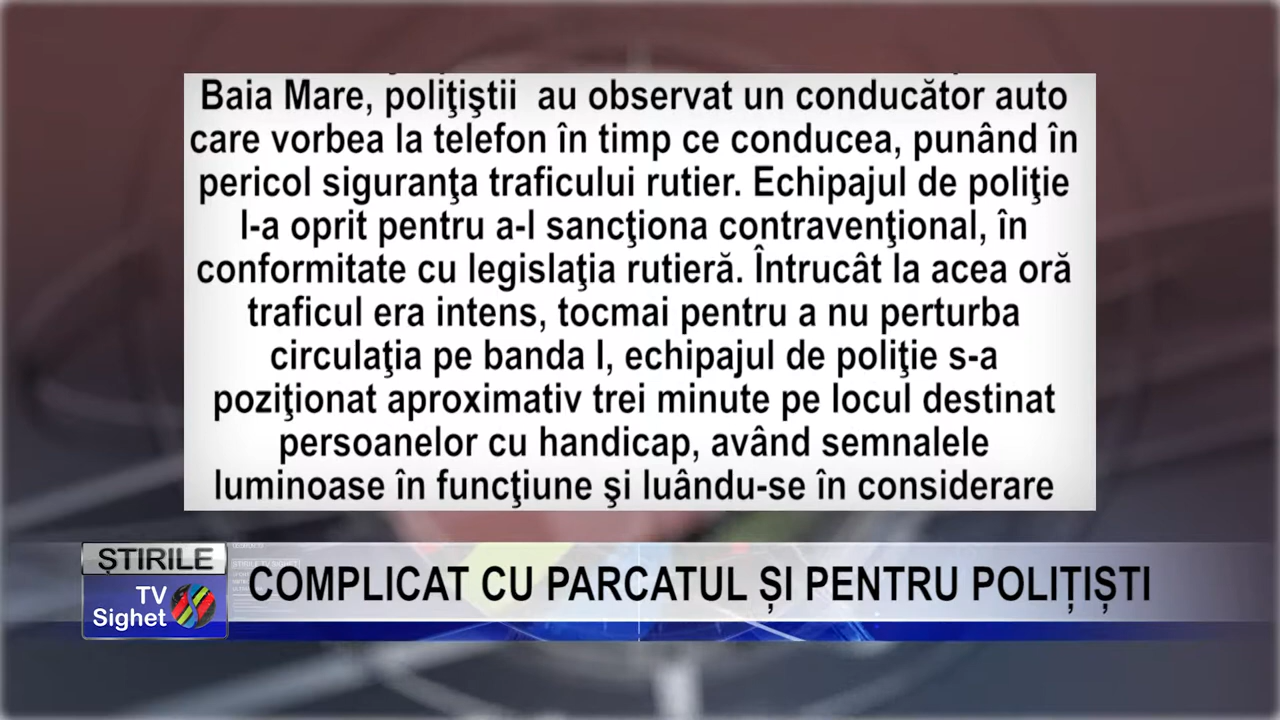 Baia Mare, poliţiştii au observat un conducător auto
care vorbea la telefon în timp ce conducea, punând în
pericol siguranţa traficului rutier. Echipajul de poliţie
l-a oprit pentru a-l sancţiona contravenţional, în
conformitate cu legislaţia rutieră. Întrucât la acea oră
traficul era intens, tocmai pentru a nu perturba
circulaţia pe banda I, echipajul de poliţie s-a
poziţionat aproximativ trei minute pe locul destinat
persoanelor cu handicap, având semnalele
luminoase în funcţiune şi luându-se în considerare
ȘTIRILE
TV
Sighet
COMPLICAT CU PARCATUL ȘI PENTRU POLIȚIȘTI